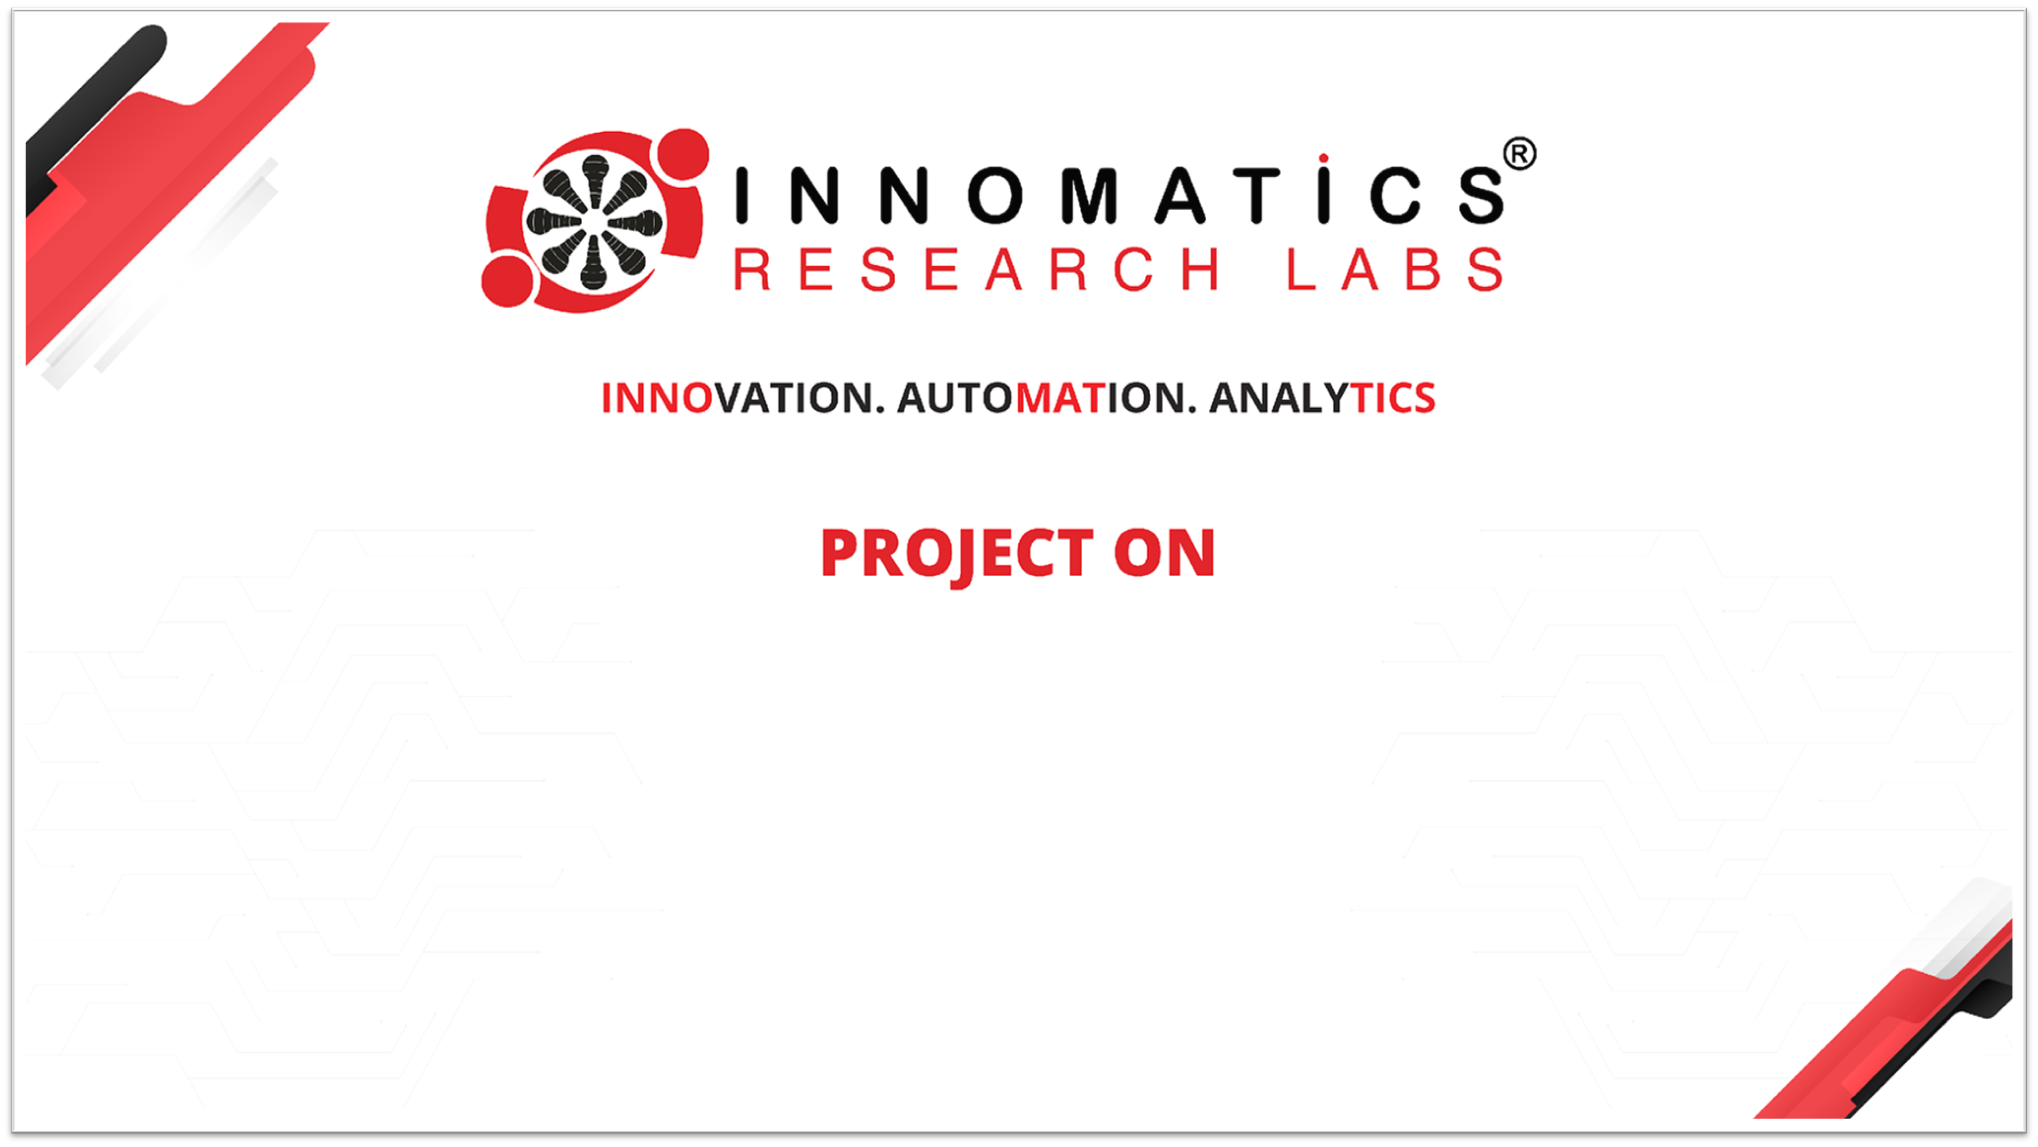 INNOMATICS®
RESEARCH LABS
INNOVATION. AUTOMATION. ANALYTICS
PROJECT ON